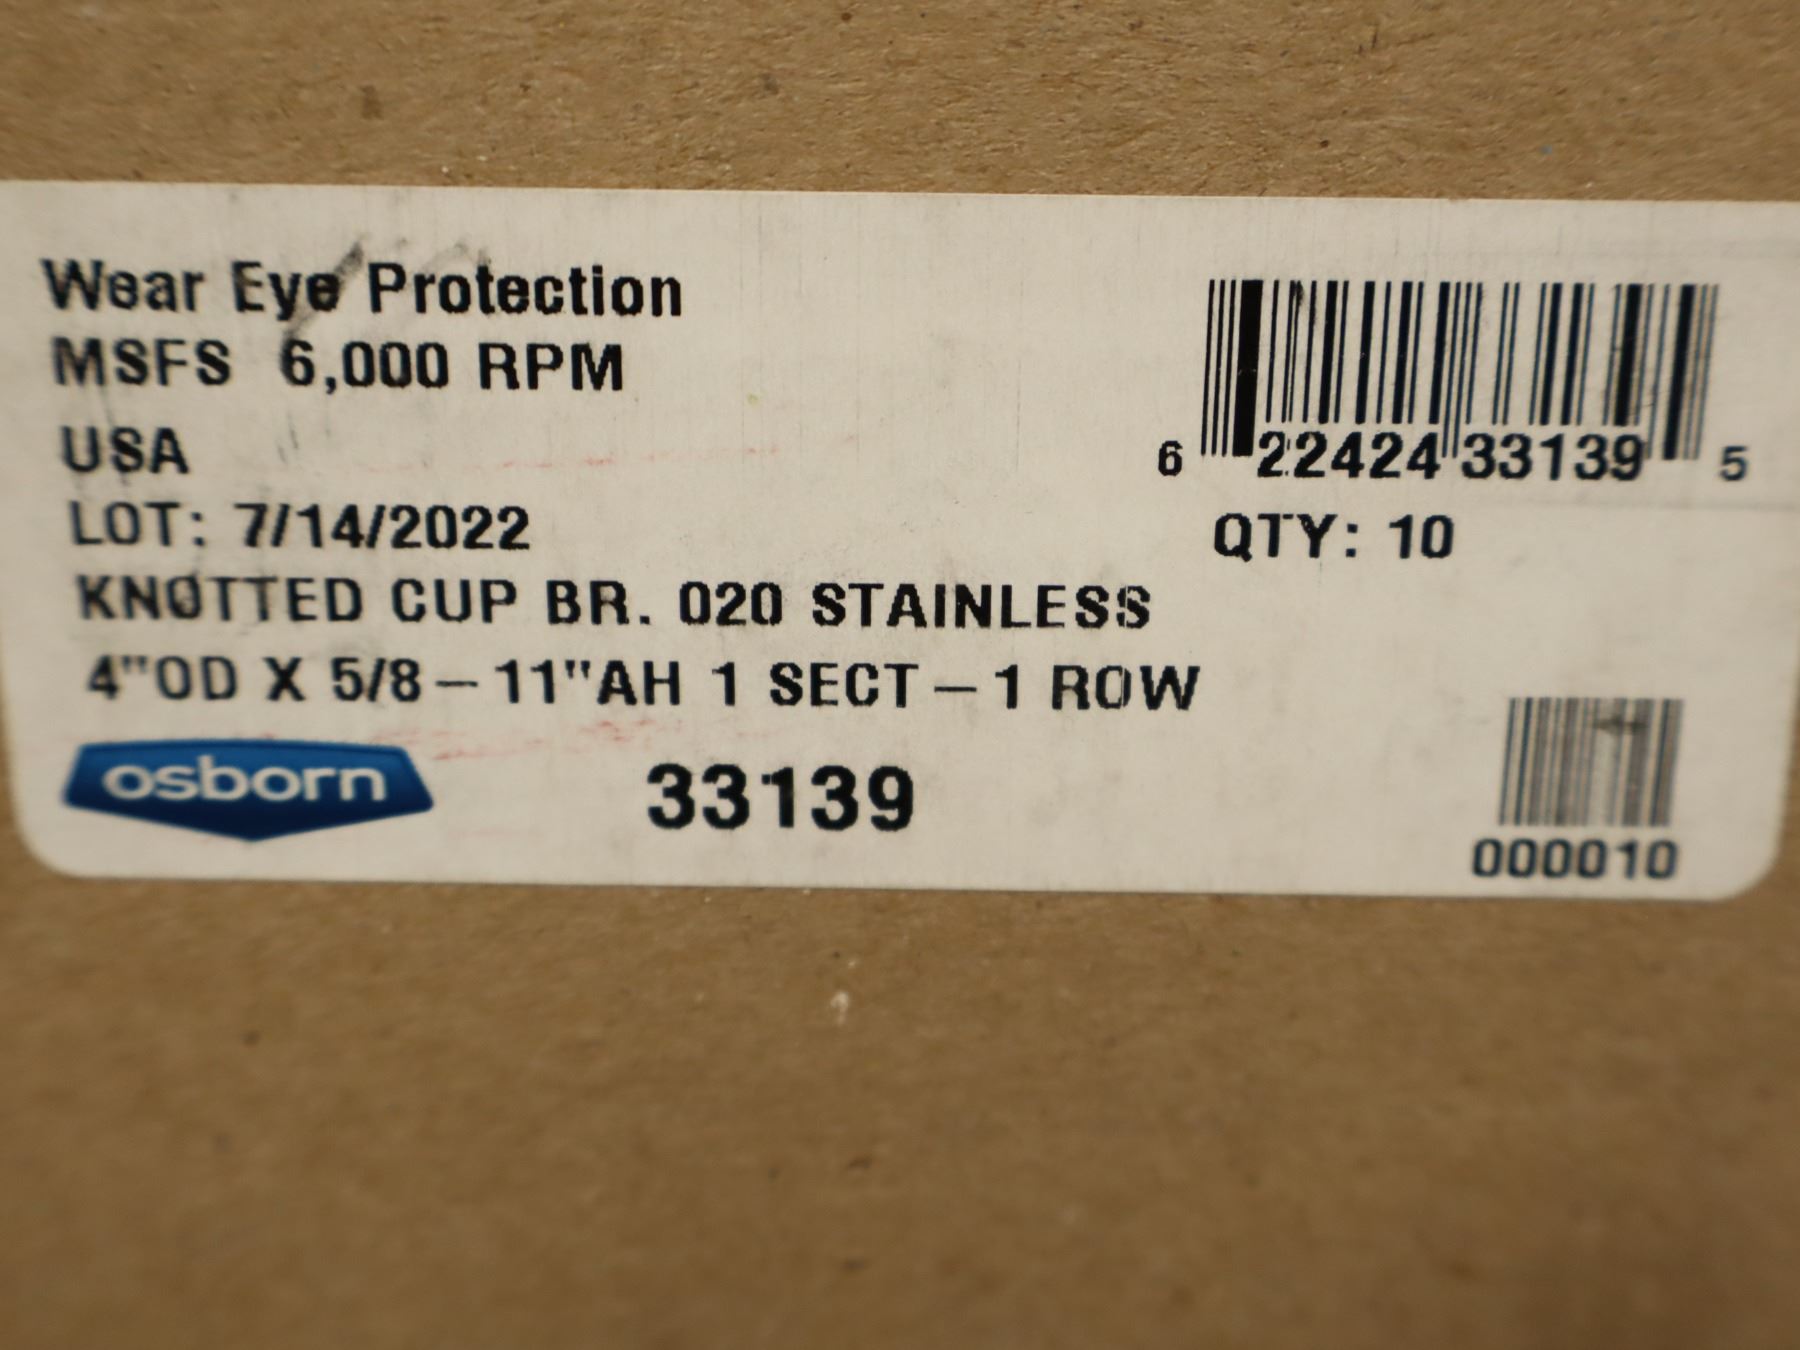 Wear Eye Protection
MSFS 6,000 RPM
USA
LOT: 7/14/2022
KNOTTED CUP BR. 020 STAINLESS
4"OD X 5/8-11"AH 1 SECT-1 ROW
osborn
33139
6 22424 33139 5
QTY: 10
000010